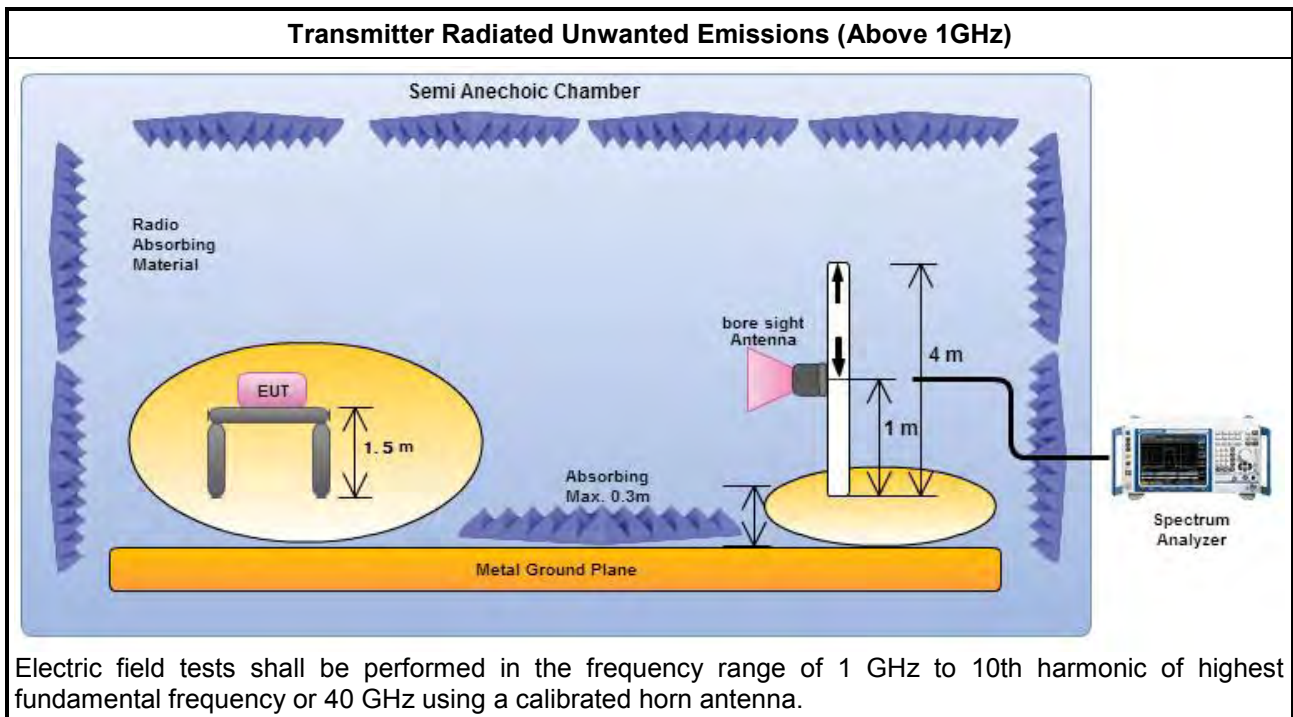 Transmitter Radiated Unwanted Emissions (Above 1GHz)
Semi Anechoic Chamber
Radio
Absorbing
Material
bore sight
Antenna
4 m
EUT
1.5 m
1 m
Absorbing
Max. 0.3m
Spectrum
Analyzer
Metal Ground Plane
Electric field tests shall be performed in the frequency range of 1 GHz to 10th harmonic of highest
fundamental frequency or 40 GHz using a calibrated horn antenna.